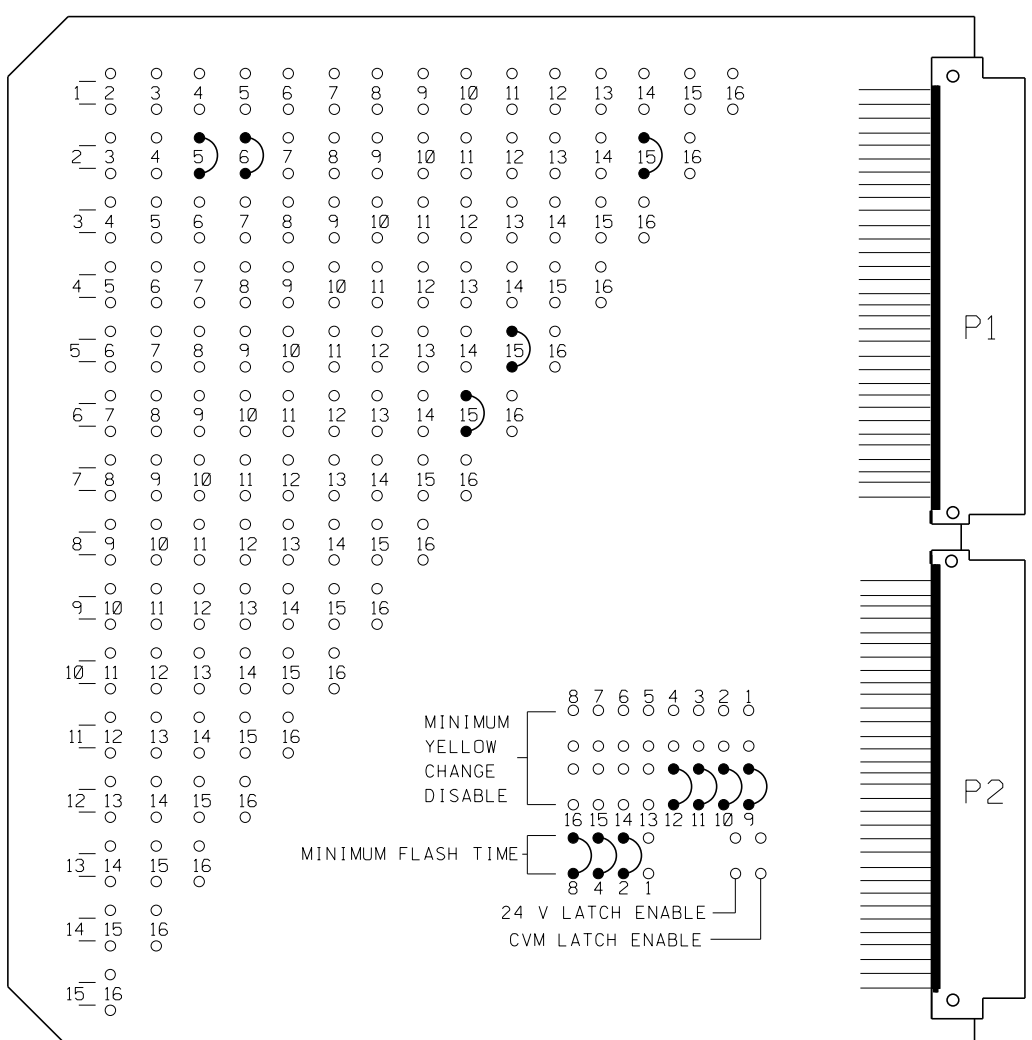 1 2 3 4 5 6 7 8 9 10 11 12 13 14 15 16
2 3 4 5 6 7 8 9 10 11 12 13 14 15 16
3 4 5 6 7 8 9 10 11 12 13 14 15 16
4 5 6 7 8 9 10 11 12 13 14 15 16
P1
5 6 7 8 9 10 11 12 13 14 15 16
6 7 8 9 10 11 12 13 14 15 16
7 8 9 10 11 12 13 14 15 16
8 9 10 11 12 13 14 15 16
9 10 11 12 13 14 15 16
10 11 12 13 14 15 16
11 12 13 14 15 16
12 13 14 15 16
13 14 15 16
14 15 16
15 16
8 7 6 5 4 3 2 1
MINIMUM
YELLOW
CHANGE
DISABLE
16 15 14 13 12 11 10 9
MINIMUM FLASH TIME
8 4 2 1
24 V LATCH ENABLE
CVM LATCH ENABLE
P2